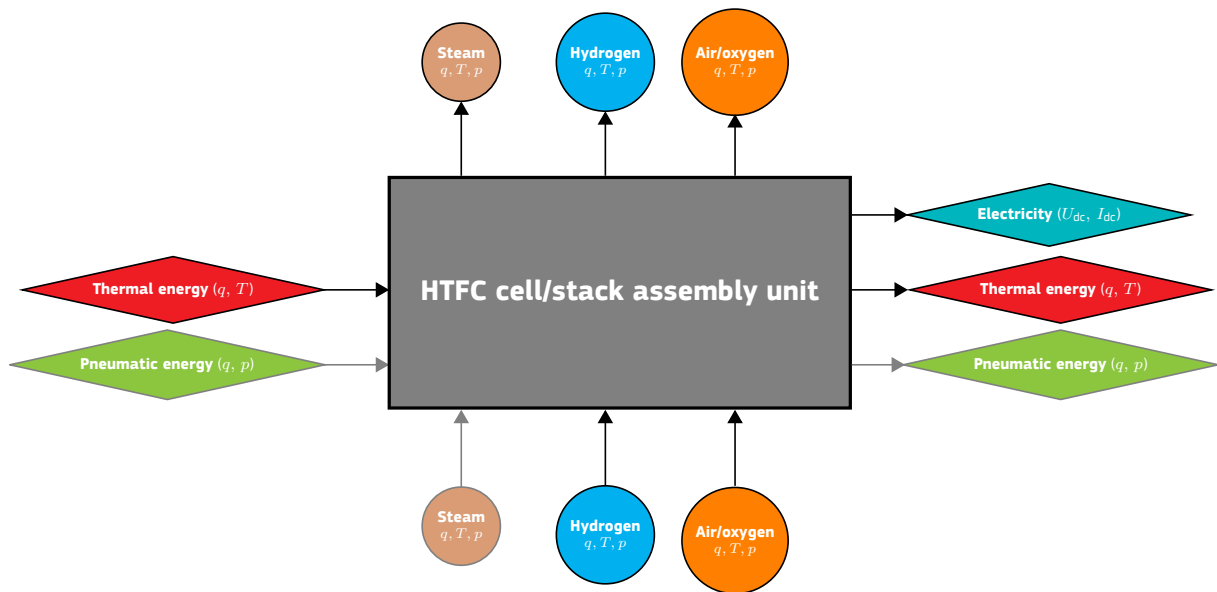 Steam
q, T, p
Hydrogen
q, T, p
Air/oxygen
q, T, p
Electricity (U_dc, I_dc)
Thermal energy (q, T)
HTFC cell/stack assembly unit
Thermal energy (q, T)
Pneumatic energy (q, p)
Pneumatic energy (q, p)
Steam
q, T, p
Hydrogen
q, T, p
Air/oxygen
q, T, p